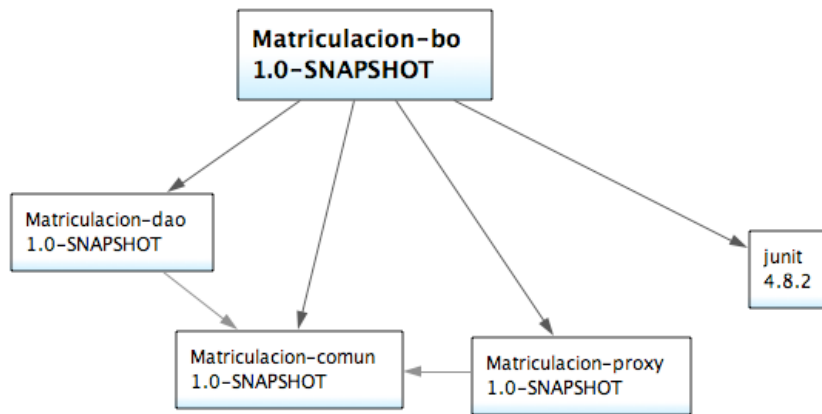 Matriculacion-bo
1.0-SNAPSHOT
Matriculacion-dao
1.0-SNAPSHOT
junit
4.8.2
Matriculacion-comun
1.0-SNAPSHOT
Matriculacion-proxy
1.0-SNAPSHOT